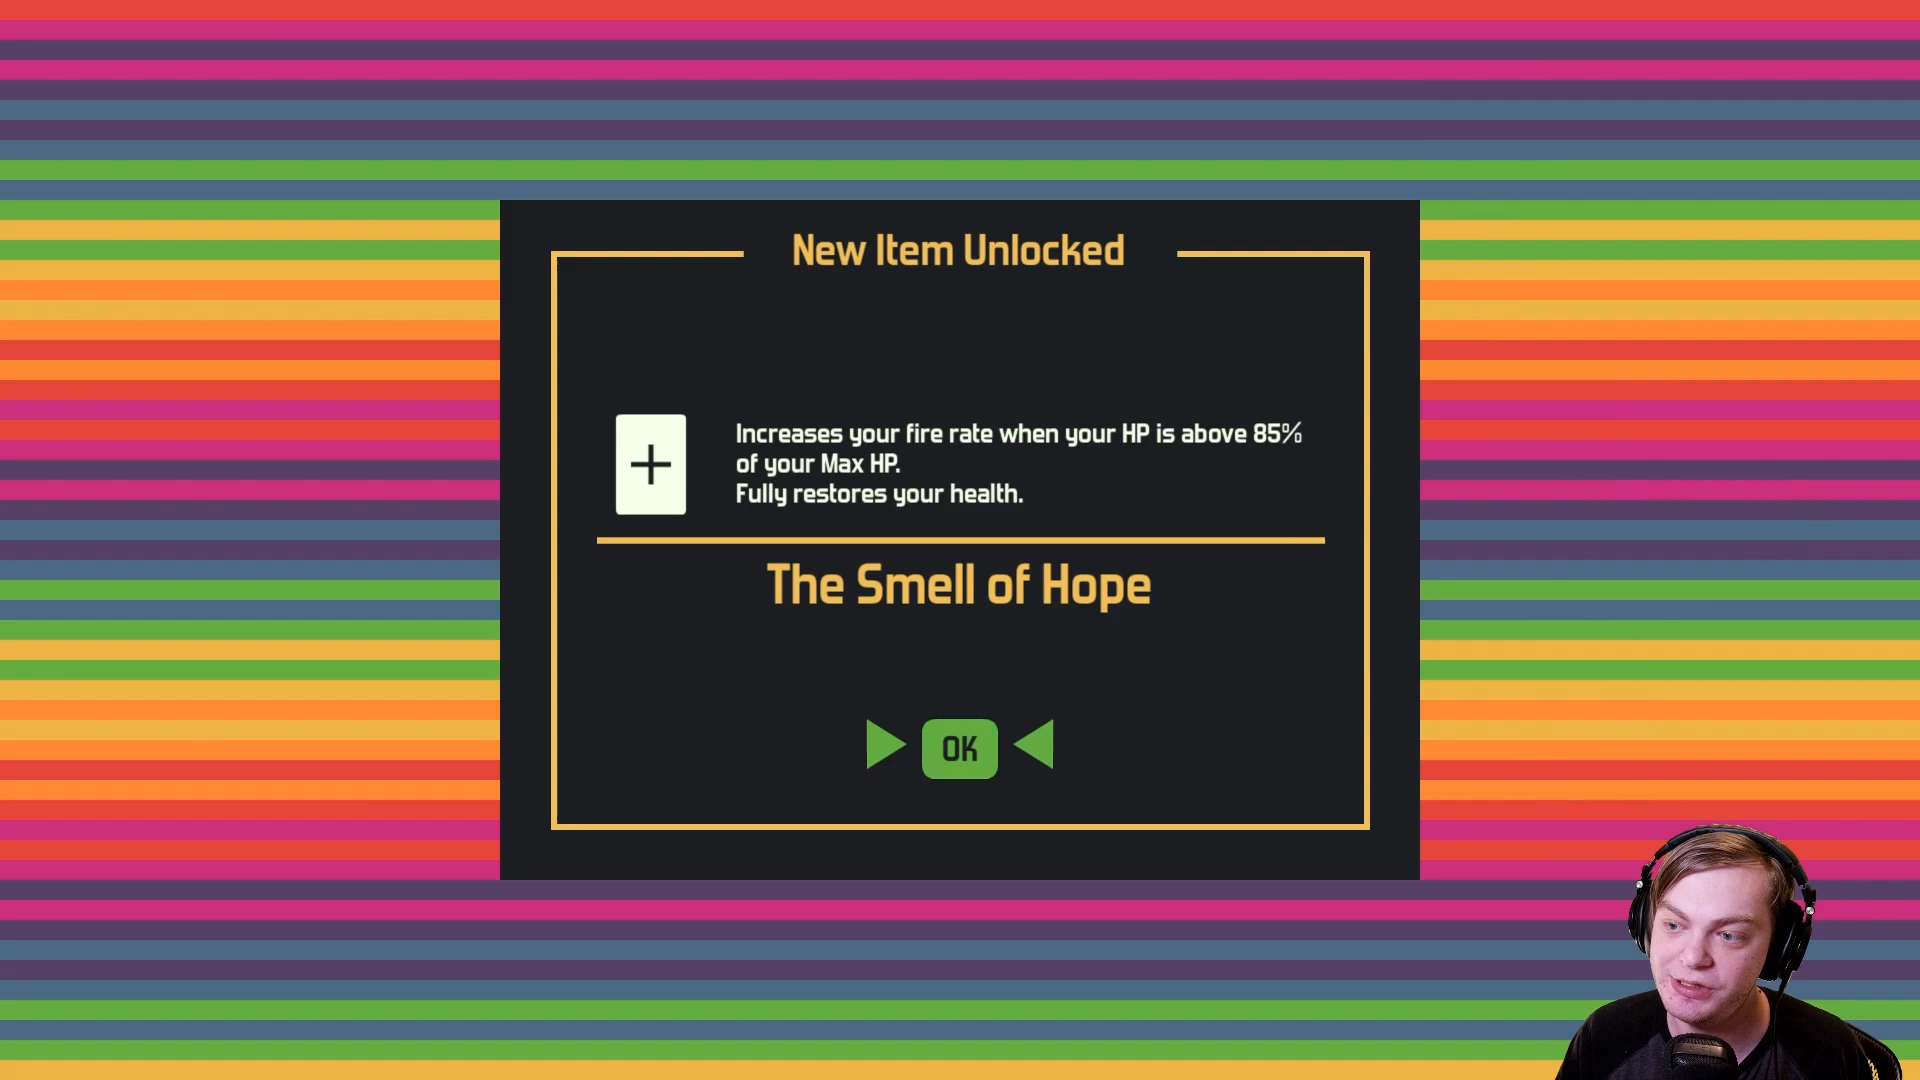 New Item Unlocked
Increases your fire rate when your HP is above 85%
of your Max HP.
Fully restores your health.
The Smell of Hope
OK